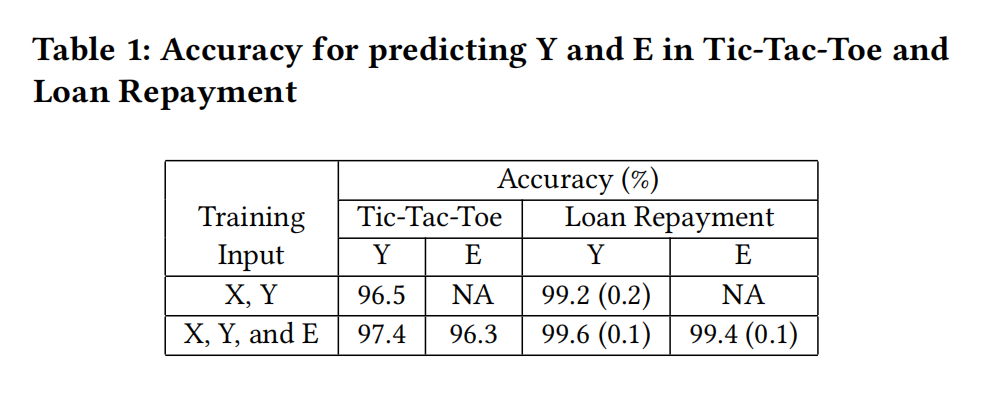 Table 1: Accuracy for predicting Y and E in Tic-Tac-Toe and
Loan Repayment
Accuracy (%)
Training Input
Tic-Tac-Toe Loan Repayment
Y E Y E
X, Y 96.5 NA 99.2 (0.2) NA
X, Y, and E 97.4 96.3 99.6 (0.1) 99.4 (0.1)